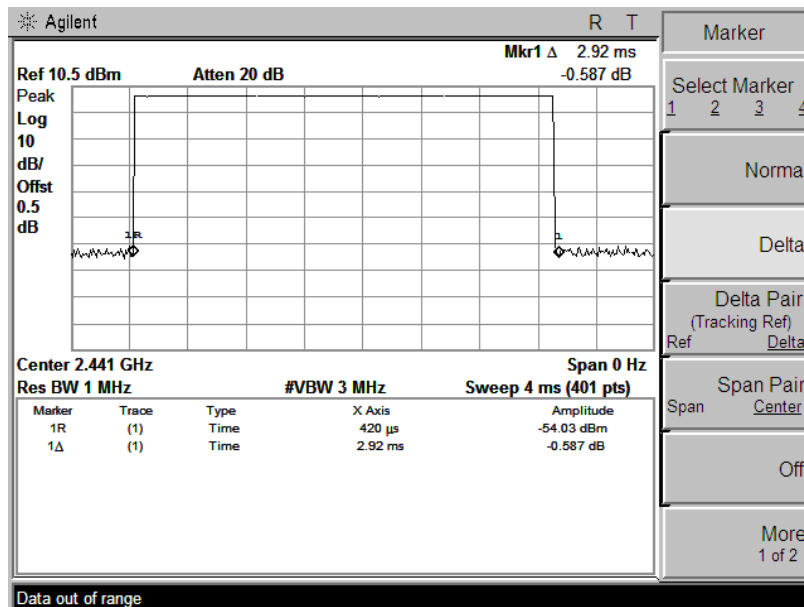 Agilent R T
Mkr1 Δ 2.92 ms
Ref 10.5 dBm Atten 20 dB -0.587 dB
Peak
Log
10
dB/
Offst
0.5
dB
1R
1
Center 2.441 GHz Span 0 Hz
Res BW 1 MHz #VBW 3 MHz Sweep 4 ms (401 pts)
Marker Trace Type X Axis Amplitude
1R (1) Time 420 µs -54.03 dBm
1Δ (1) Time 2.92 ms -0.587 dB
Data out of range
Marker
Select Marker
1 2 3 4
Norma
Delta
Delta Pair
(Tracking Ref)
Ref Delta
Span Pair
Span Center
Off
More
1 of 2